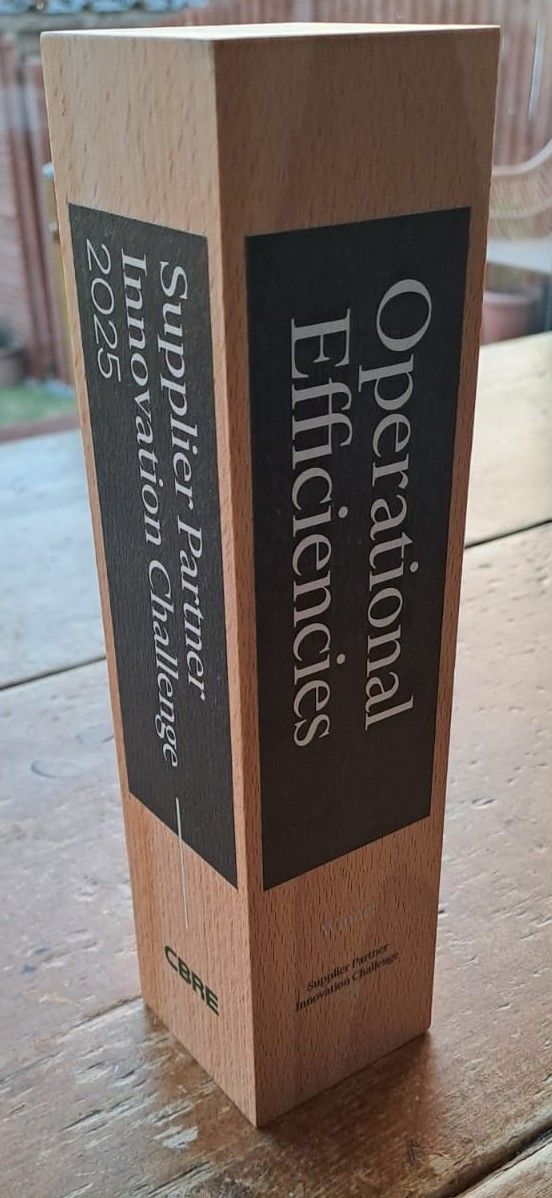 Supplier Partner
Innovation Challenge
2025
CBRE
Operational
Efficiencies
Winner
Supplier Partner
Innovation Challenge